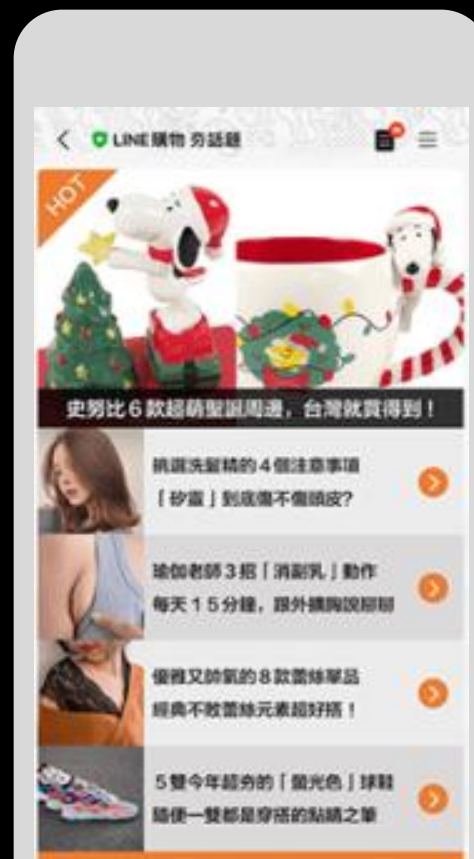 LINE購物 夯話題
HOT
史努比6款超萌聖誕周邊，台灣就買得到！
挑選洗髮精的4個注意事項
「矽靈」到底傷不傷頭皮？
瑜伽老師3招「消副乳」動作
每天15分鐘，跟外擴胸說掰掰
優雅又帥氣的8款蕾絲單品
經典不敗蕾絲元素超好搭！
5雙今年超夯的「螢光色」球鞋
隨便一雙都是穿搭的點睛之筆